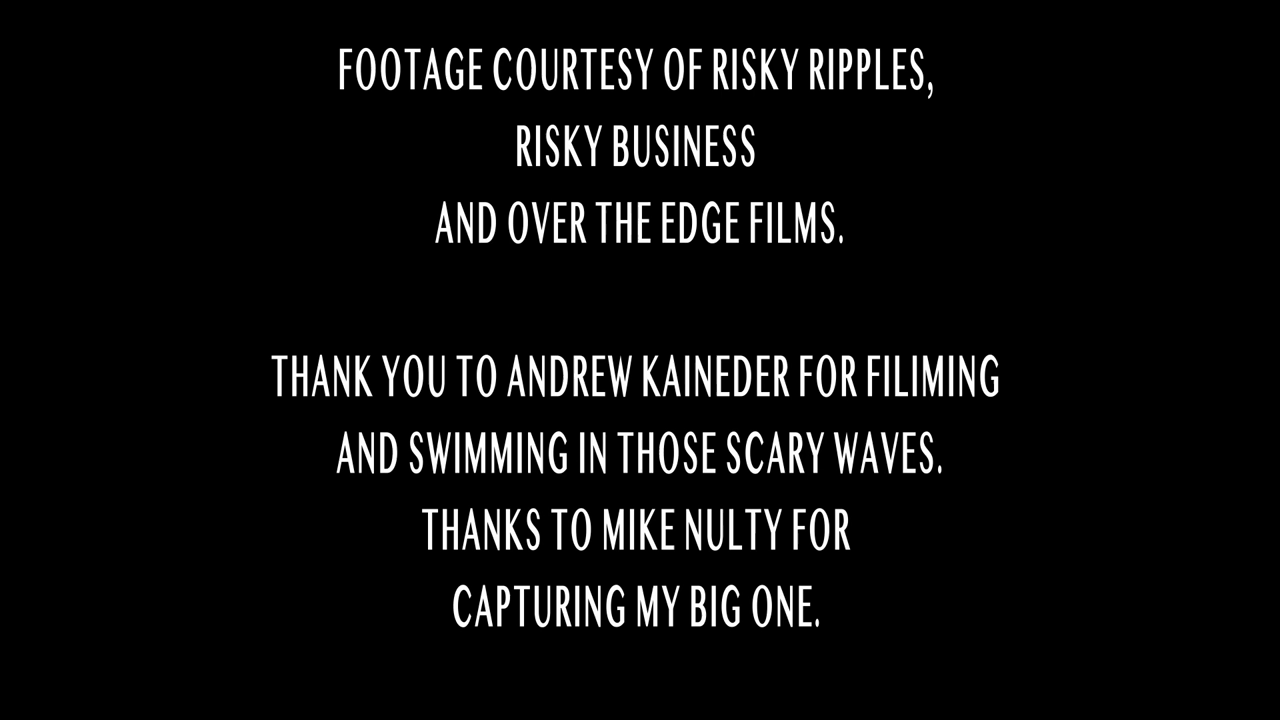 FOOTAGE COURTESY OF RISKY RIPPLES,
RISKY BUSINESS
AND OVER THE EDGE FILMS.
THANK YOU TO ANDREW KAINEDER FOR FILIMING
AND SWIMMING IN THOSE SCARY WAVES.
THANKS TO MIKE NULTY FOR
CAPTURING MY BIG ONE.